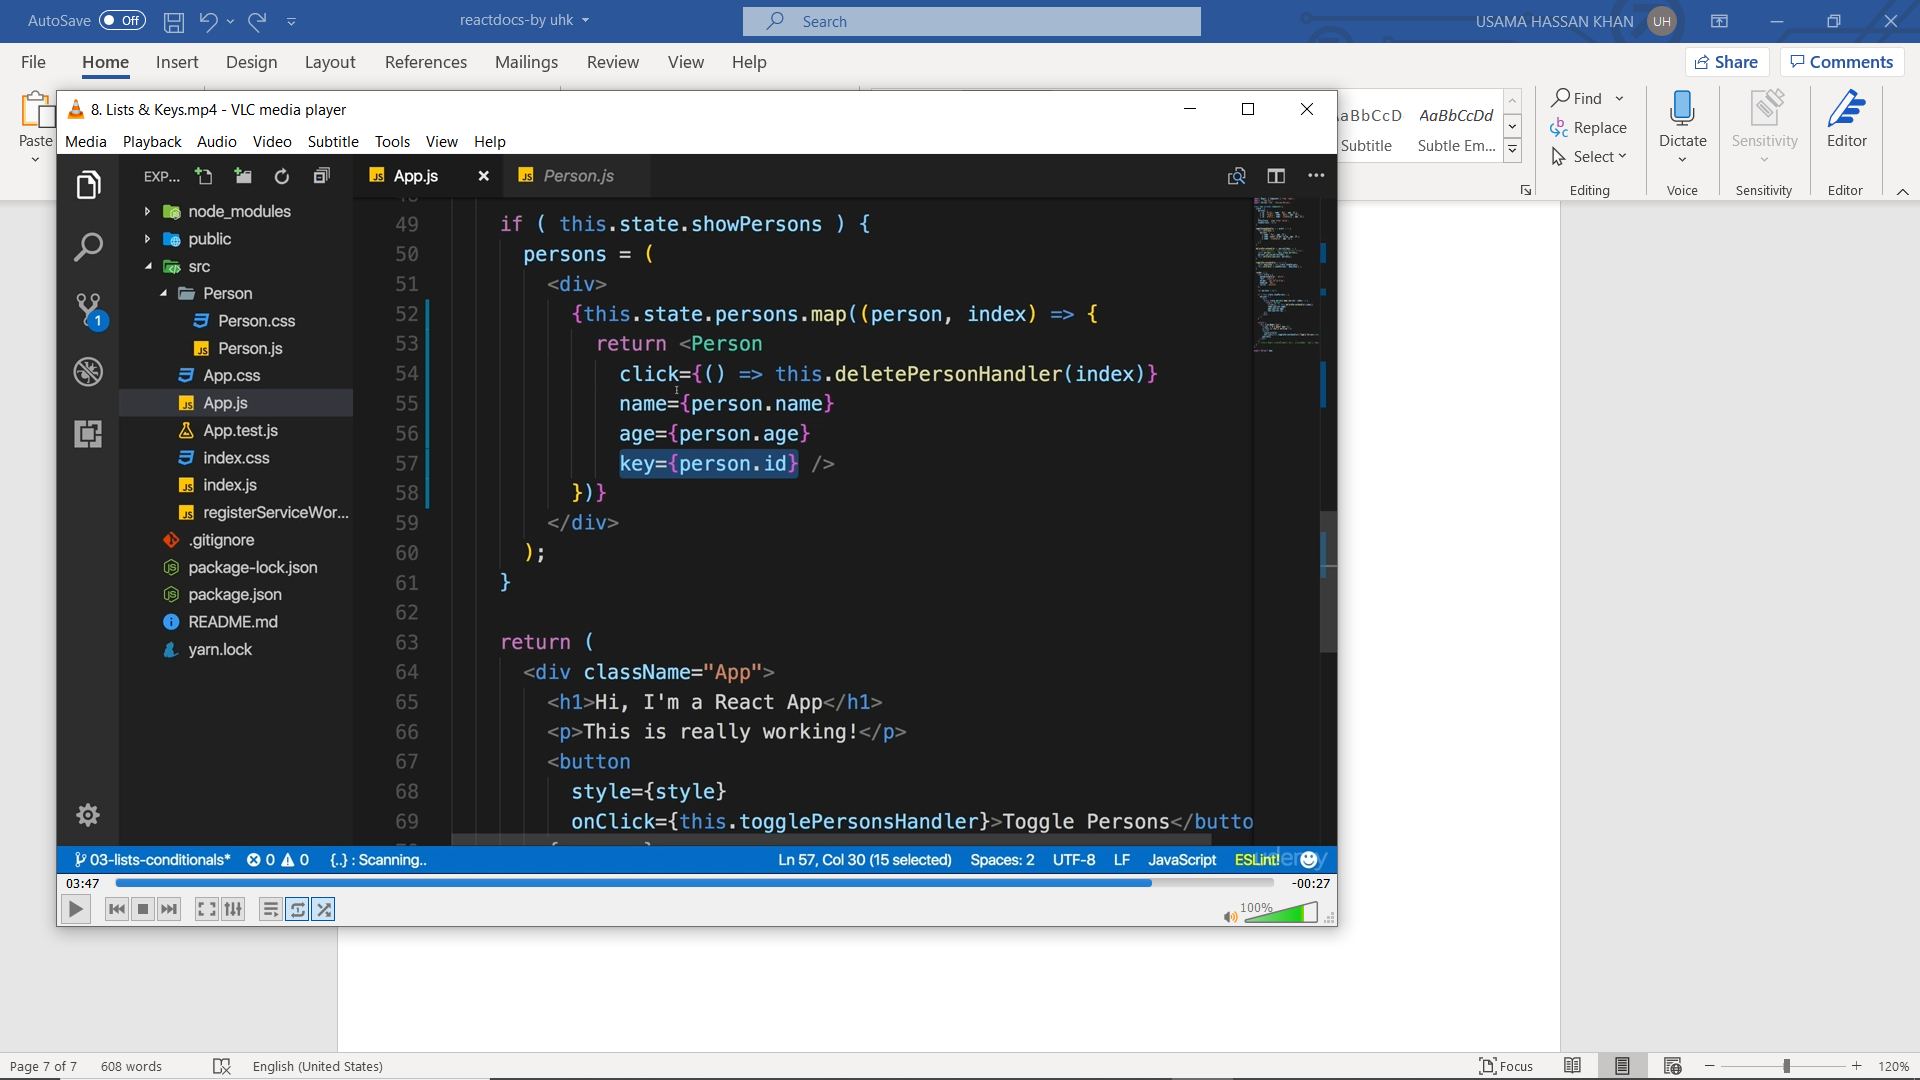 AutoSave Off reactdocs-by uhk Search USAMA HASSAN KHAN UH
File Home Insert Design Layout References Mailings Review View Help Share Comments
Paste
8. Lists & Keys.mp4 - VLC media player
Media Playback Audio Video Subtitle Tools View Help
AaBbCcD AaBbCcDd
Subtitle Subtle Em...
Find
Replace
Select
Editing
Dictate
Voice
Sensitivity
Sensitivity
Editor
Editor
EXP...
App.js Person.js
node_modules
public
src
Person
Person.css
Person.js
App.css
App.js
App.test.js
index.css
index.js
registerServiceWor...
.gitignore
package-lock.json
package.json
README.md
yarn.lock
1
49 if ( this.state.showPersons ) {
50 persons = (
51 <div>
52 {this.state.persons.map((person, index) => {
53 return <Person
54 click={() => this.deletePersonHandler(index)}
55 name={person.name}
56 age={person.age}
57 key={person.id} />
58 })}
59 </div>
60 );
61 }
62
63 return (
64 <div className="App">
65 <h1>Hi, I'm a React App</h1>
66 <p>This is really working!</p>
67 <button
68 style={style}
69 onClick={this.togglePersonsHandler}>Toggle Persons</butto
03-lists-conditionals* 0 0 {..} : Scanning.. Ln 57, Col 30 (15 selected) Spaces: 2 UTF-8 LF JavaScript ESLint!
udemy
03:47 -00:27
100%
Page 7 of 7 608 words English (United States) Focus 120%